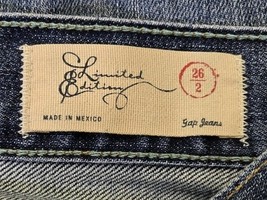 Limited
Edition
26
2
MADE IN MEXICO
Gap Jeans